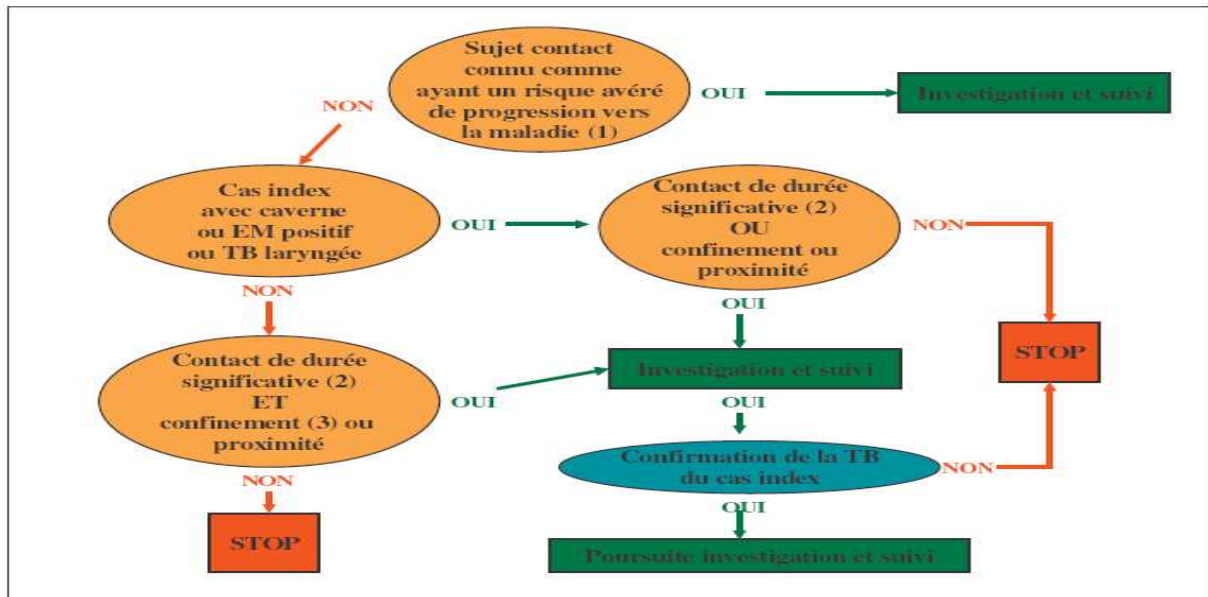 Sujet contact
connu comme
ayant un risque avéré
de progression vers
la maladie (1)
OUI
Investigation et suivi
NON
Cas index
avec caverne
ou EM positif
ou TB laryngée
OUI
Contact de durée
significative (2)
OU
confinement ou
proximité
NON
NON
OUI
STOP
Contact de durée
significative (2)
ET
confinement (3) ou
proximité
OUI
Investigation et suivi
OUI
Confirmation de la TB
du cas index
NON
NON
STOP
OUI
Poursuite investigation et suivi